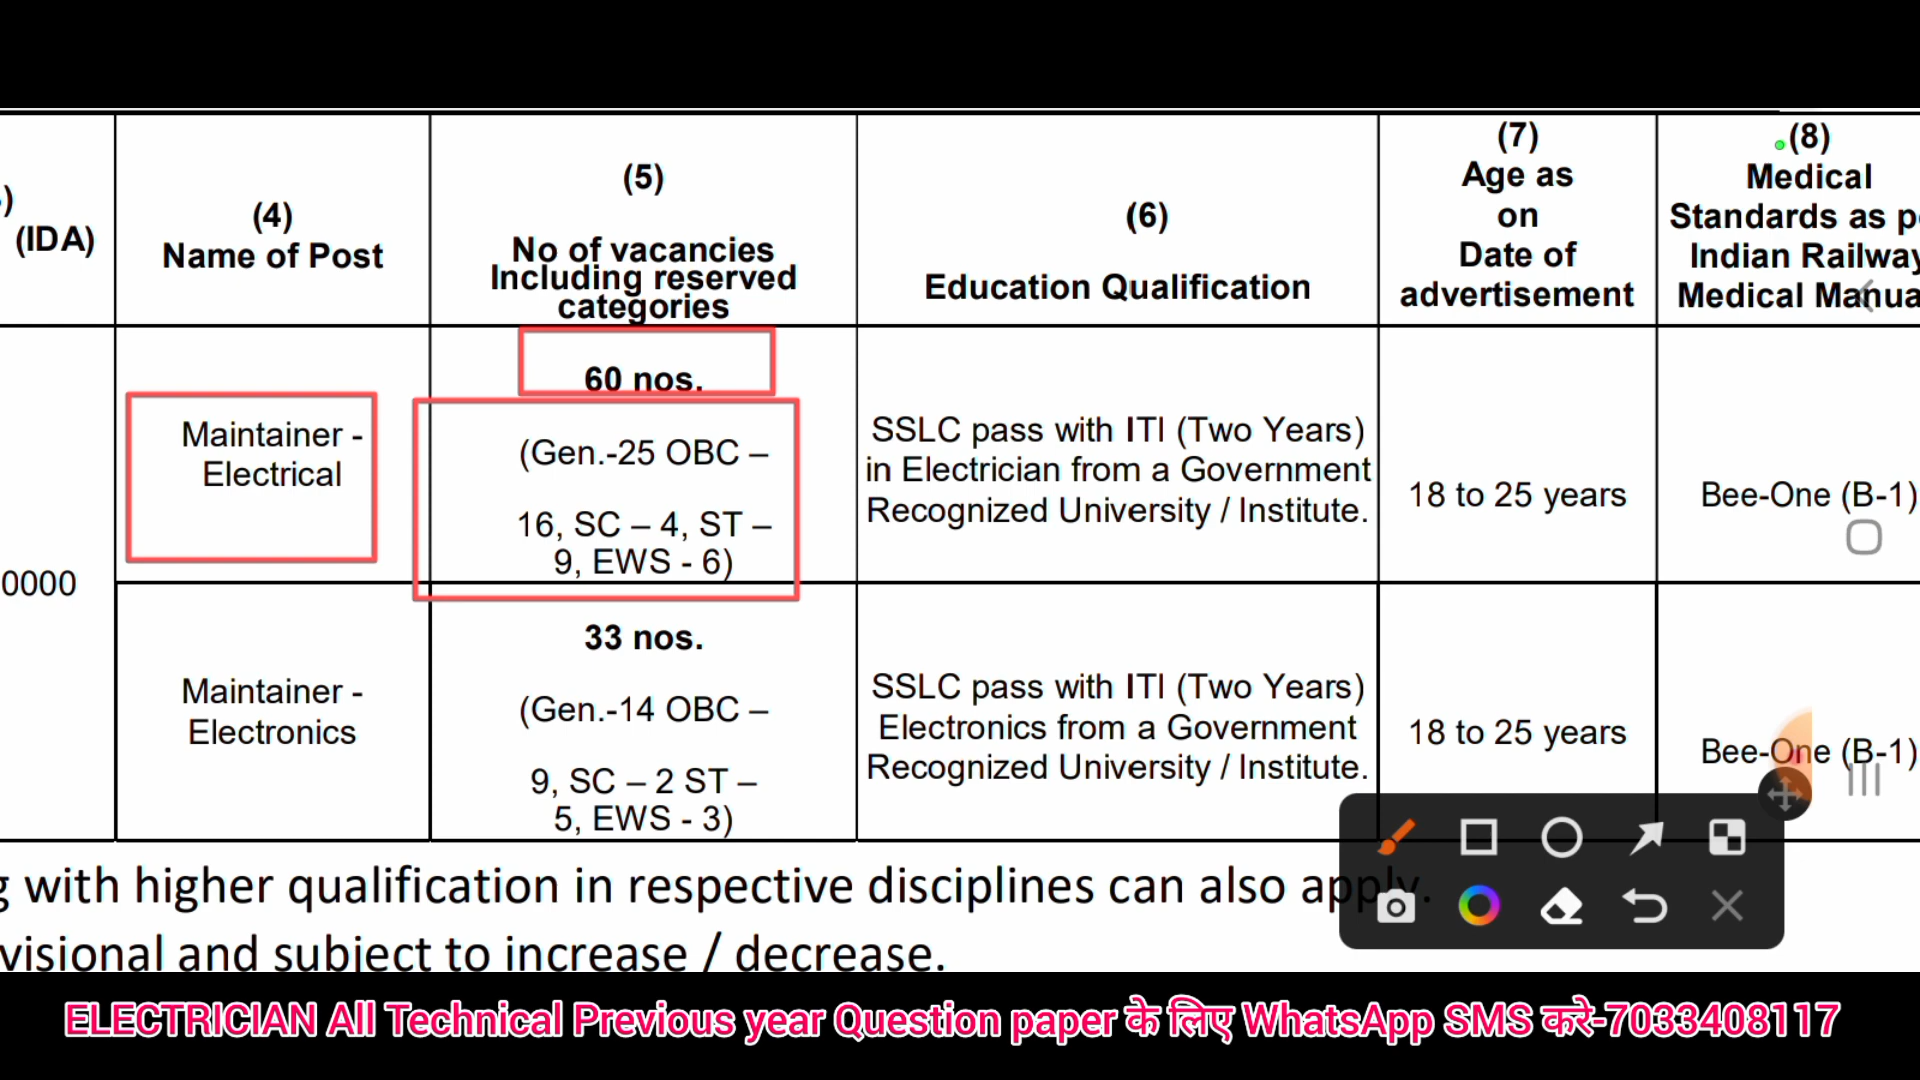 )
(IDA)
(4)
Name of Post
(5)
No of vacancies
Including reserved
categories
(6)
Education Qualification
(7)
Age as
on
Date of
advertisement
(8)
Medical
Standards as p
Indian Railway
Medical Manua
0000
Maintainer -
Electrical
60 nos.
(Gen.-25 OBC –
16, SC – 4, ST –
9, EWS - 6)
SSLC pass with ITI (Two Years)
in Electrician from a Government
Recognized University / Institute.
18 to 25 years
Bee-One (B-1)
Maintainer -
Electronics
33 nos.
(Gen.-14 OBC –
9, SC – 2 ST –
5, EWS - 3)
SSLC pass with ITI (Two Years)
Electronics from a Government
Recognized University / Institute.
18 to 25 years
Bee-One (B-1)
g with higher qualification in respective disciplines can also apply.
visional and subject to increase / decrease.
ELECTRICIAN All Technical Previous year Question paper के लिए WhatsApp SMS करे-7033408117